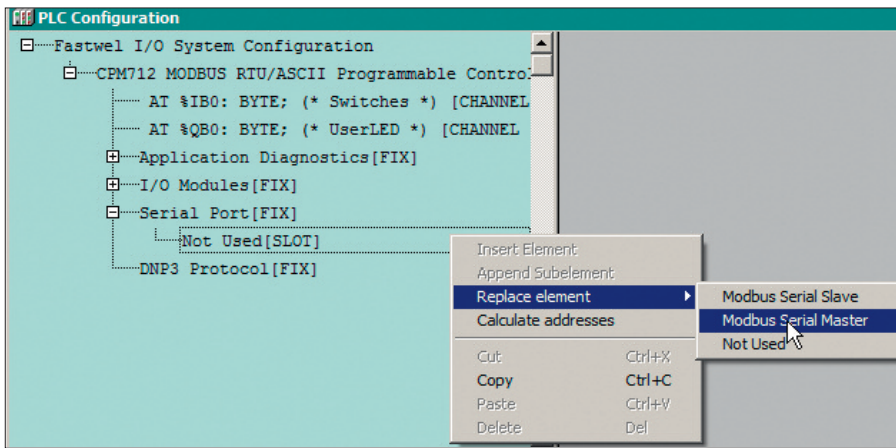 PLC Configuration
Fastwel I/O System Configuration
CPM712 MODBUS RTU/ASCII Programmable
AT %IB0: BYTE; (* Switches *) [CHANNEL
AT %QB0: BYTE; (* UserLED *) [CHANNEL
Application Diagnostics[FIX]
I/O Modules[FIX]
Serial Port[FIX]
Not Used[SLOT]
DNP3 Protocol[FIX]
Insert Element
Append Subelement
Replace element
Calculate addresses
Cut Ctrl+X
Copy Ctrl+C
Paste Ctrl+V
Delete Del
Modbus Serial Slave
Modbus Serial Master
Not Used